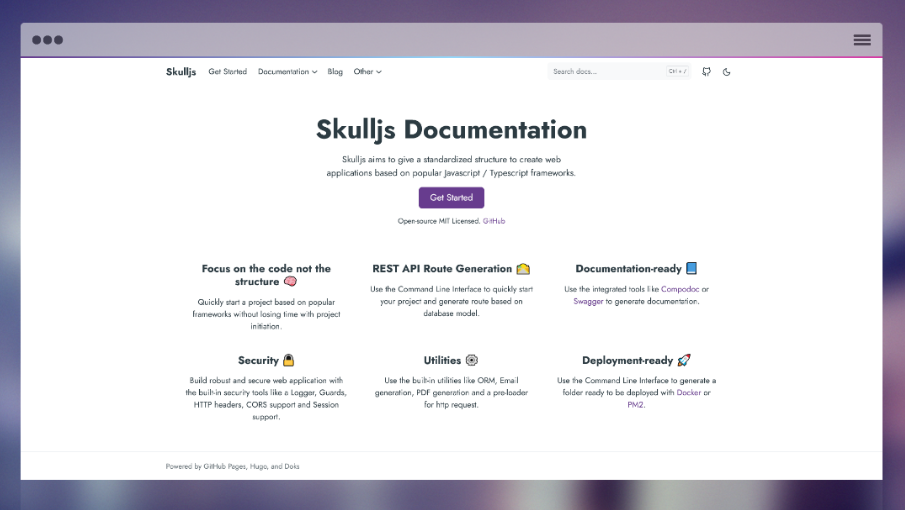 Skulljs Get Started Documentation Blog Other Search docs... Ctrl + /
Skulljs Documentation
Skulljs aims to give a standardized structure to create web
applications based on popular Javascript / Typescript frameworks.
Get Started
Open-source MIT Licensed. GitHub
Focus on the code not the
structure 🧠
Quickly start a project based on popular
frameworks without losing time with project
initiation.
REST API Route Generation 👷
Use the Command Line Interface to quickly start
your project and generate route based on
database model.
Documentation-ready 📘
Use the integrated tools like Compodoc or
Swagger to generate documentation.
Security 🔒
Build robust and secure web application with
the built-in security tools like a Logger, Guards,
HTTP headers, CORS support and Session
support.
Utilities ⚙️
Use the built-in utilities like ORM, Email
generation, PDF generation and a pre-loader
for http request.
Deployment-ready 🚀
Use the Command Line Interface to generate a
folder ready to be deployed with Docker or
PM2.
Powered by GitHub Pages, Hugo, and Doks